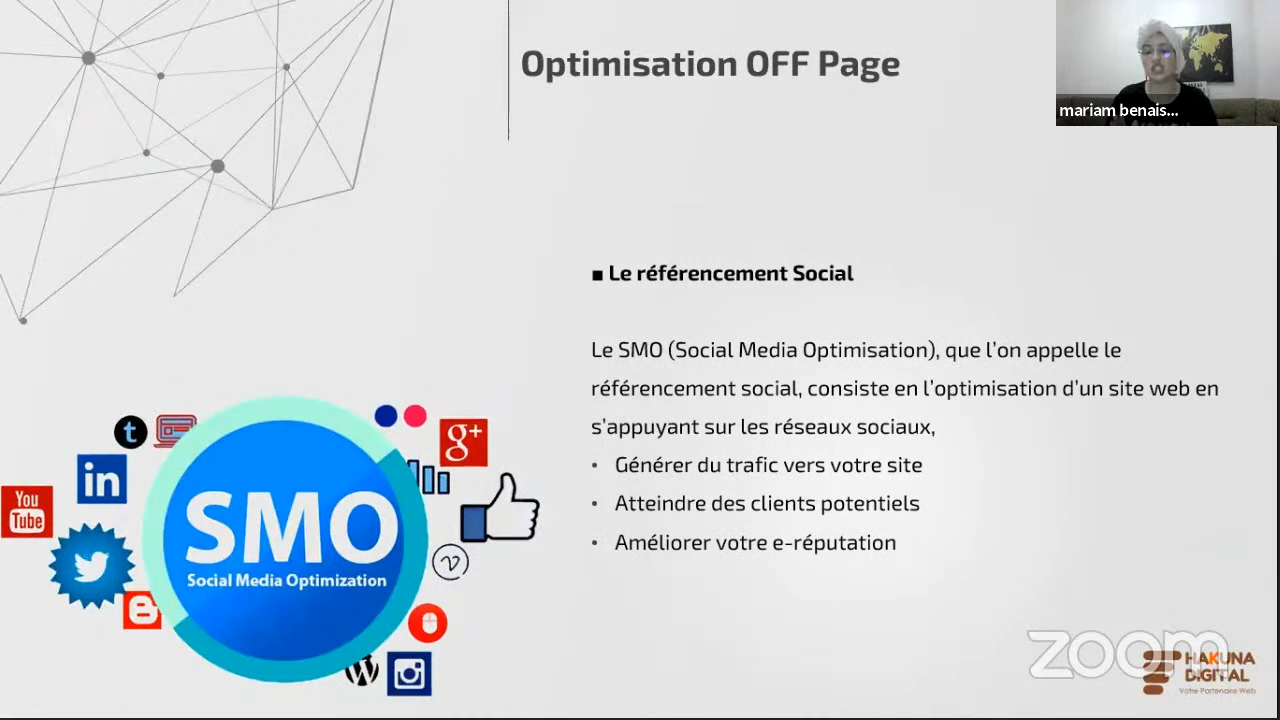 Optimisation OFF Page
mariam benais...
■ Le référencement Social
Le SMO (Social Media Optimisation), que l’on appelle le
référencement social, consiste en l’optimisation d’un site web en
s’appuyant sur les réseaux sociaux,
• Générer du trafic vers votre site
• Atteindre des clients potentiels
• Améliorer votre e-réputation
t
g+
in
You
Tube
SMO
Social Media Optimization
zoom
HAKUNA
DIGITAL
Votre Partenaire Web